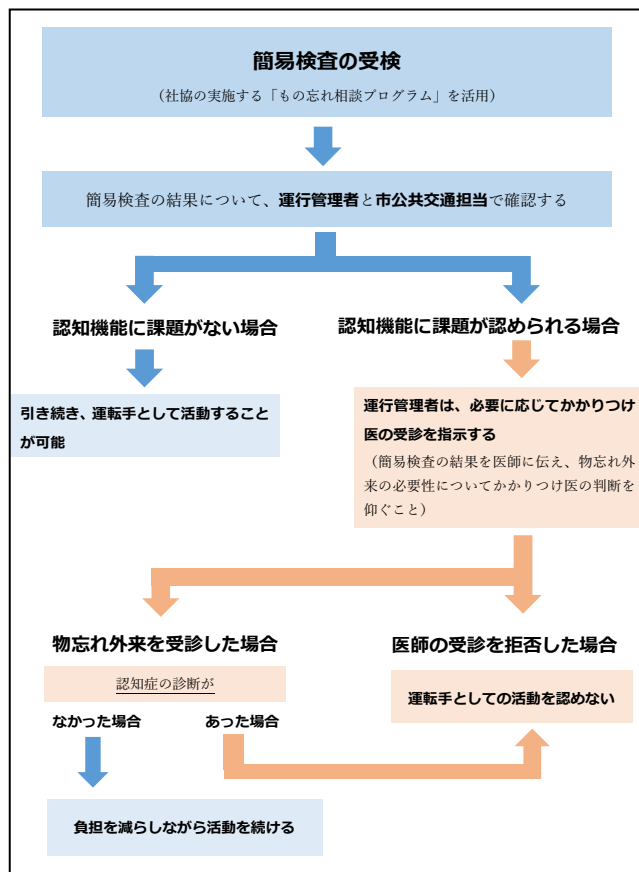 簡易検査の受検
（社協の実施する「もの忘れ相談プログラム」を活用）
簡易検査の結果について、運行管理者と市公共交通担当で確認する
認知機能に課題がない場合
認知機能に課題が認められる場合
引き続き、運転手として活動すること
が可能
運行管理者は、必要に応じてかかりつけ
医の受診を指示する
（簡易検査の結果を医師に伝え、物忘れ外
来の必要性についてかかりつけ医の判断を
仰ぐこと）
物忘れ外来を受診した場合
医師の受診を拒否した場合
認知症の診断が
運転手としての活動を認めない
なかった場合
あった場合
負担を減らしながら活動を続ける